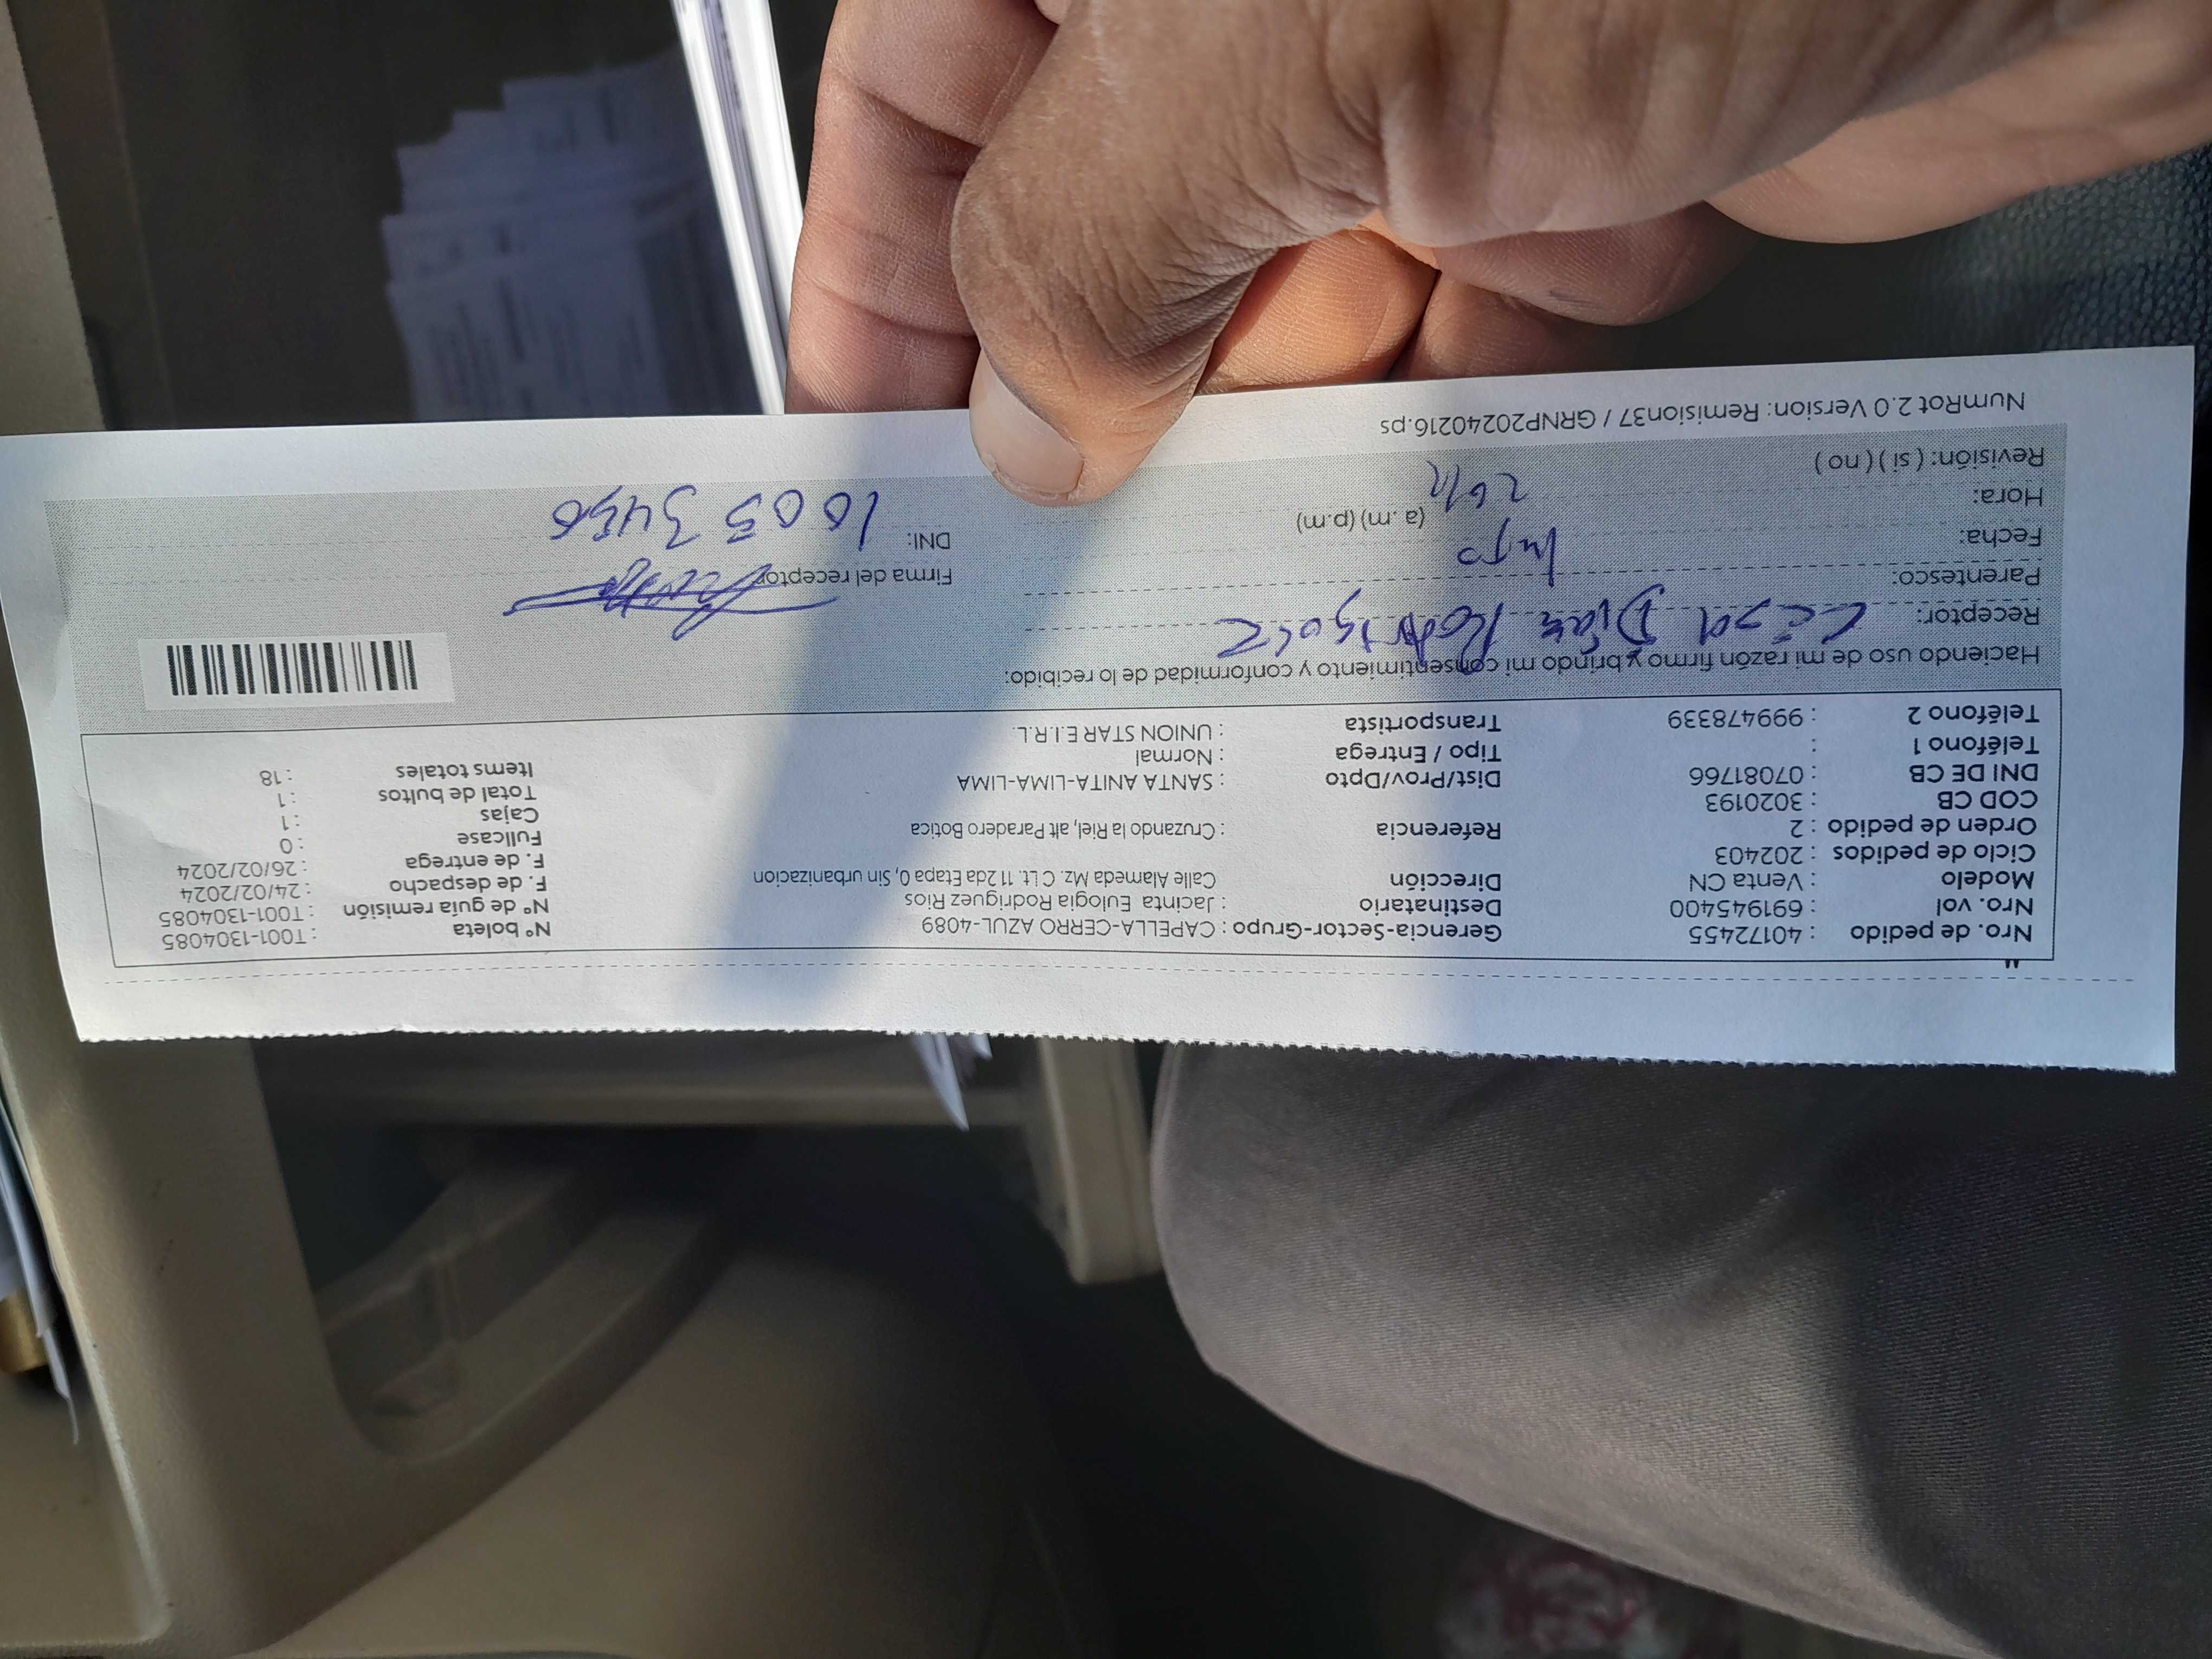 Nro. de pedido : 40172455 Gerencia-Sector-Grupo : CAPELLA-CERRO AZUL-4089 N° boleta : T001-1304085
Nro. vol : 691945400 Destinatario : Jacinta Eulogia Rodriguez Rios N° de guía remisión : T001-1304085
Modelo : Venta CN Dirección Calle Alameda Mz. C Lt. 11 2da Etapa 0, Sin urbanizacion F. de despacho : 24/02/2024
Ciclo de pedidos : 202403 F. de entrega : 26/02/2024
Orden de pedido : 2 Referencia : Cruzando la Riel, alt Paradero Botica Fullcase : 0
COD CB : 3020193 Cajas : 1
DNI DE CB : 07081766 Dist/Prov/Dpto : SANTA ANITA-LIMA-LIMA Total de bultos : 1
Teléfono 1 : Tipo / Entrega : Normal Items totales : 18
Teléfono 2 : 999478339 Transportista : UNION STAR E.I.R.L.
Haciendo uso de mi razón firmo y brindo mi consentimiento y conformidad de lo recibido:
Receptor: Cesar Diaz Rodriguez
Parentesco: Firma del receptor
Fecha: DNI: 10053456
Hora: (a. m) (p.m)
Revisión: ( si ) ( no )
NumRot 2.0 Version: Remision37 / GRNP20240216.ps